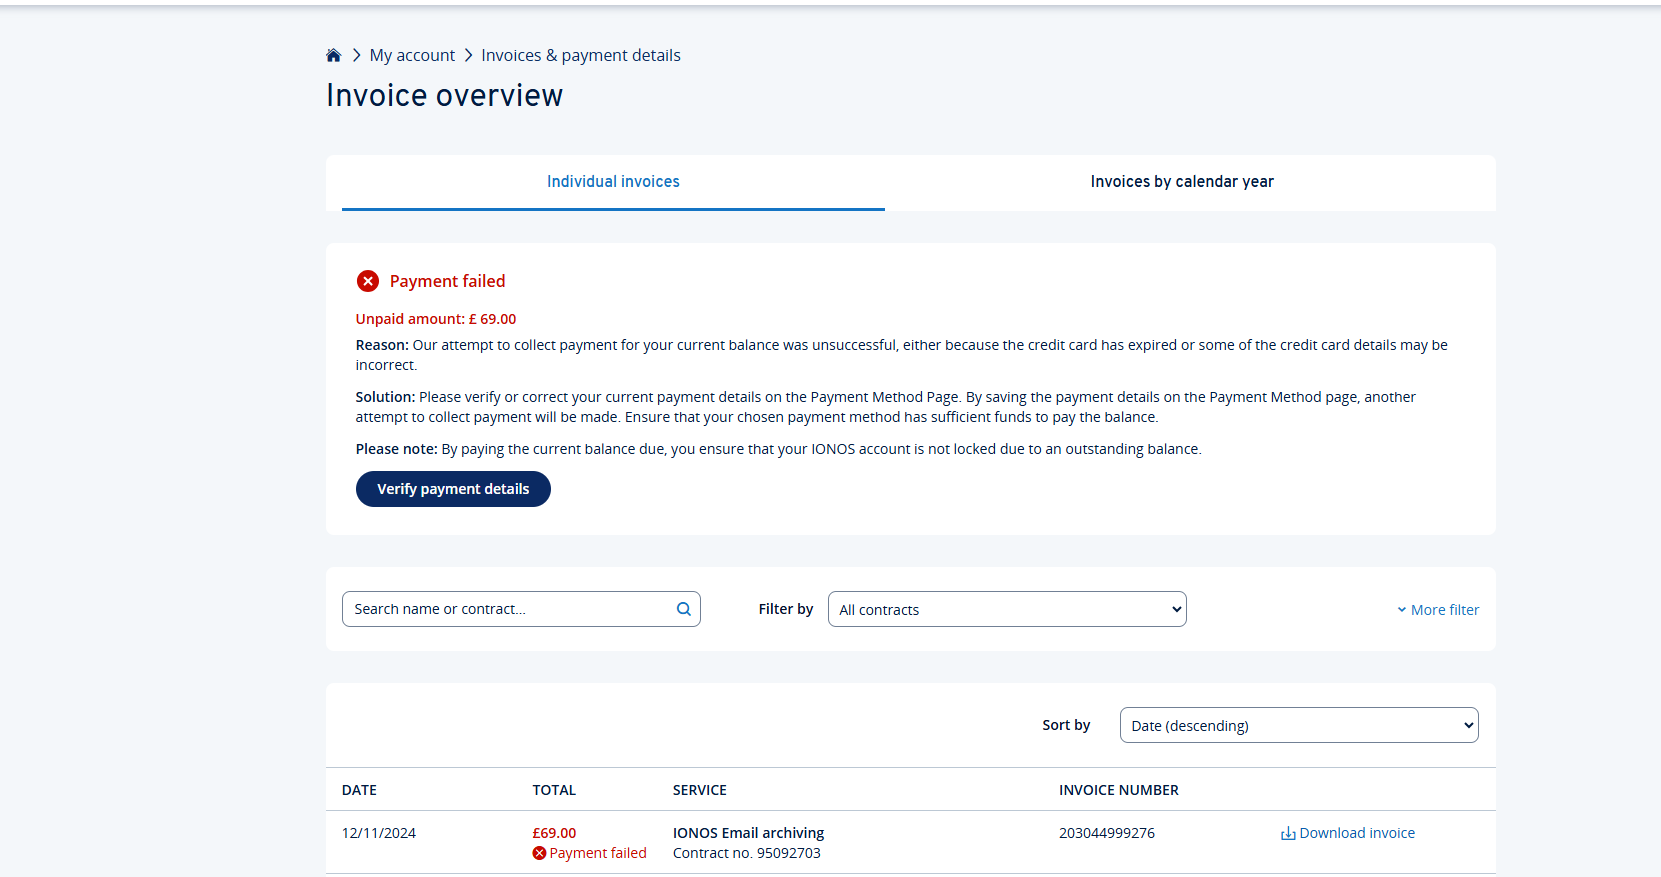 My account
Invoices & payment details
Invoice overview
Individual invoices
Invoices by calendar year
Payment failed
Unpaid amount: £ 69.00
Reason: Our attempt to collect payment for your current balance was unsuccessful, either because the credit card has expired or some of the credit card details may be
incorrect.
Solution: Please verify or correct your current payment details on the Payment Method Page. By saving the payment details on the Payment Method page, another
attempt to collect payment will be made. Ensure that your chosen payment method has sufficient funds to pay the balance.
Please note: By paying the current balance due, you ensure that your IONOS account is not locked due to an outstanding balance.
Verify payment details
Search name or contract...
Filter by
All contracts
More filter
Sort by
Date (descending)
DATE
TOTAL
SERVICE
INVOICE NUMBER
12/11/2024
£69.00
IONOS Email archiving
203044999276
Download invoice
Payment failed
Contract no. 95092703